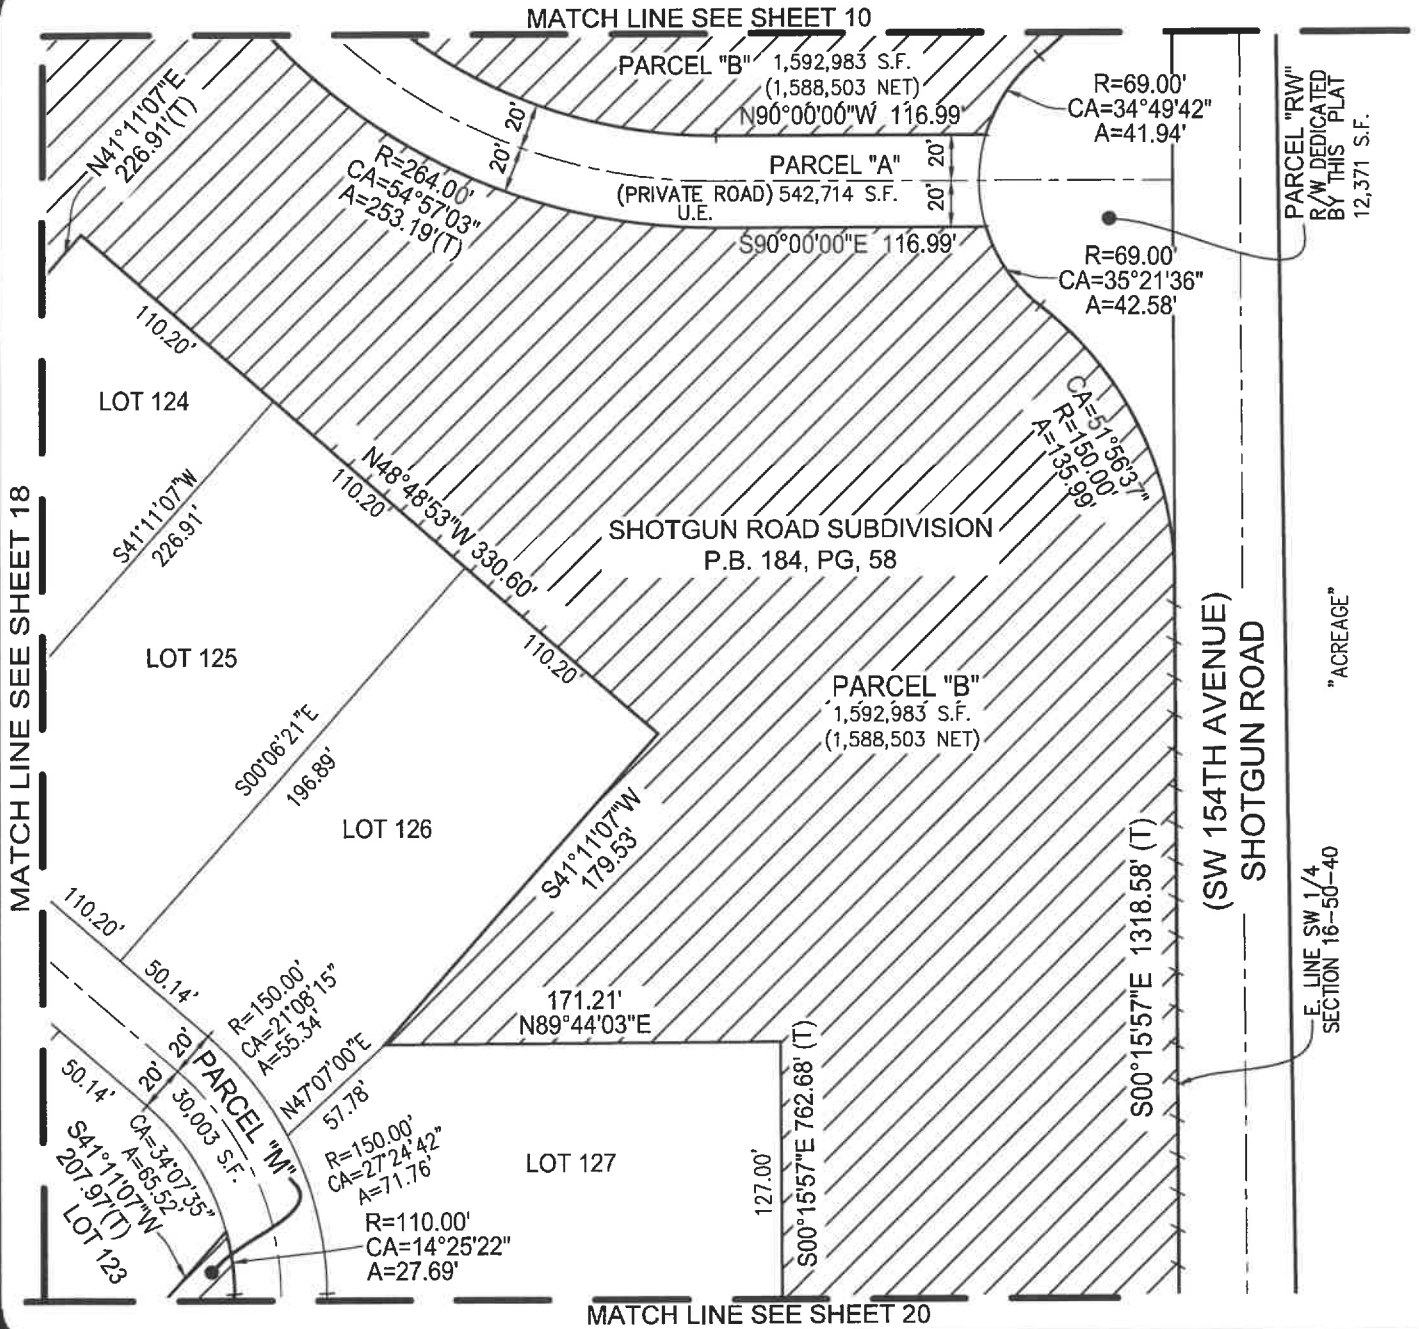 MATCH LINE SEE SHEET 10
PARCEL "B" 1,592,983 S.F.
(1,588,503 NET)
N90°00'00"W 116.99'
R=69.00'
CA=34°49'42"
A=41.94'
PARCEL "RW"
R/W DEDICATED
BY THIS PLAT
12,371 S.F.
N41°11'07"E
226.91'(T)
20'
20'
R=264.00'
CA=54°57'03"
A=253.19'(T)
PARCEL "A"
(PRIVATE ROAD) 542,714 S.F.
U.E.
20'
20'
S90°00'00"E 116.99'
R=69.00'
CA=35°21'36"
A=42.58'
110.20'
LOT 124
CA=51°56'37"
R=150.00'
A=135.99'
N48°48'53"W 330.60'
110.20'
S41°11'07"W
226.91'
SHOTGUN ROAD SUBDIVISION
P.B. 184, PG, 58
MATCH LINE SEE SHEET 18
LOT 125
110.20'
PARCEL "B"
1,592,983 S.F.
(1,588,503 NET)
(SW 154TH AVENUE)
SHOTGUN ROAD
"ACREAGE"
S00°06'21"E
196.89'
LOT 126
S41°11'07"W
179.53'
S00°15'57"E 1318.58' (T)
E. LINE SW 1/4
SECTION 16-50-40
110.20'
50.14'
R=150.00'
CA=21°08'15"
A=55.34'
171.21'
N89°44'03"E
20'
20'
PARCEL "M"
30,003 S.F.
50.14'
N47°07'00"E
57.78'
CA=34°07'35"
A=65.52'
S41°11'07"W
207.97'(T)
LOT 123
R=150.00'
CA=27°24'42"
A=71.76'
LOT 127
127.00'
S00°15'57"E 762.68' (T)
R=110.00'
CA=14°25'22"
A=27.69'
MATCH LINE SEE SHEET 20